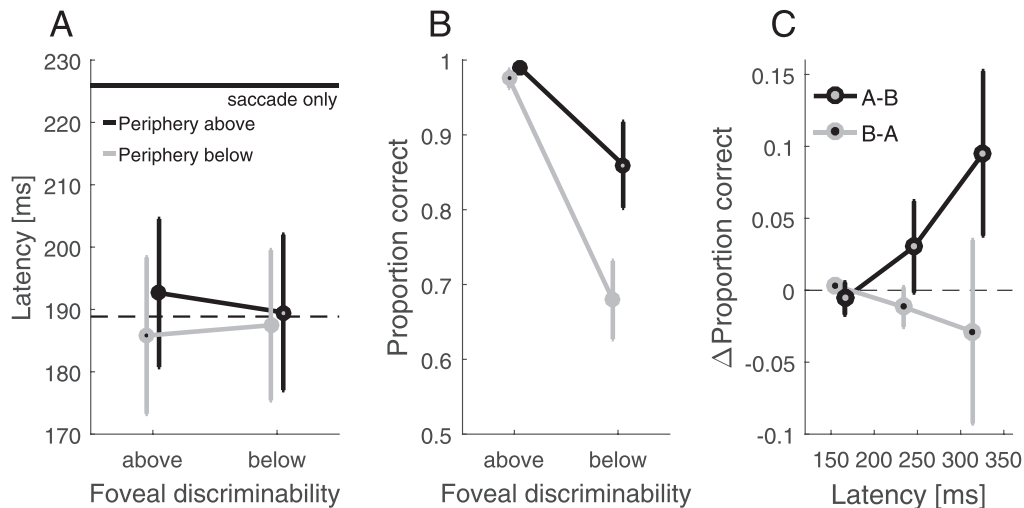 A
Latency [ms]
230
220
210
200
190
180
170
saccade only
Periphery above
Periphery below
above below
Foveal discriminability
B
Proportion correct
1
0.9
0.8
0.7
0.6
0.5
above below
Foveal discriminability
C
ΔProportion correct
0.15
0.1
0.05
0
-0.05
-0.1
A-B
B-A
150 200 250 300 350
Latency [ms]